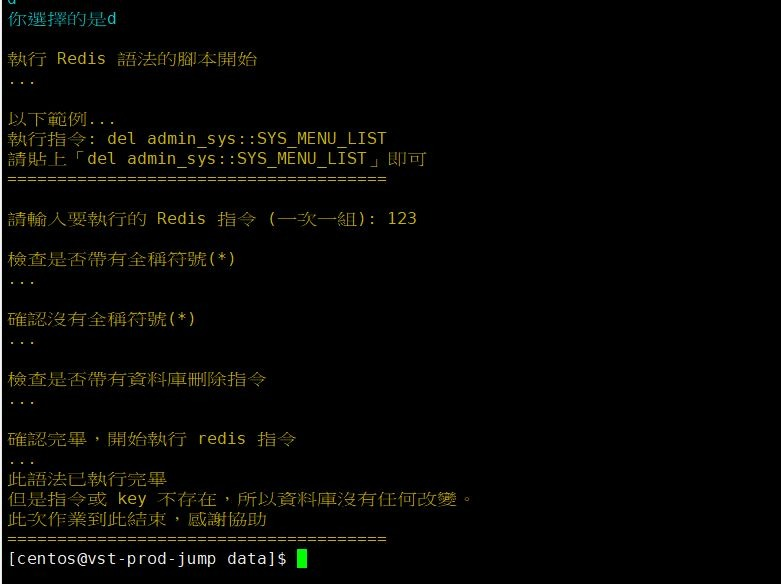 你選擇的是d
執行 Redis 語法的腳本開始
...
以下範例...
執行指令: del admin_sys::SYS_MENU_LIST
請貼上「del admin_sys::SYS_MENU_LIST」即可
======================================
請輸入要執行的 Redis 指令 (一次一組): 123
檢查是否帶有全稱符號(*)
...
確認沒有全稱符號(*)
...
檢查是否帶有資料庫刪除指令
...
確認完畢，開始執行 redis 指令
...
此語法已執行完畢
但是指令或 key 不存在，所以資料庫沒有任何改變。
此次作業到此結束，感謝協助
======================================
[centos@vst-prod-jump data]$